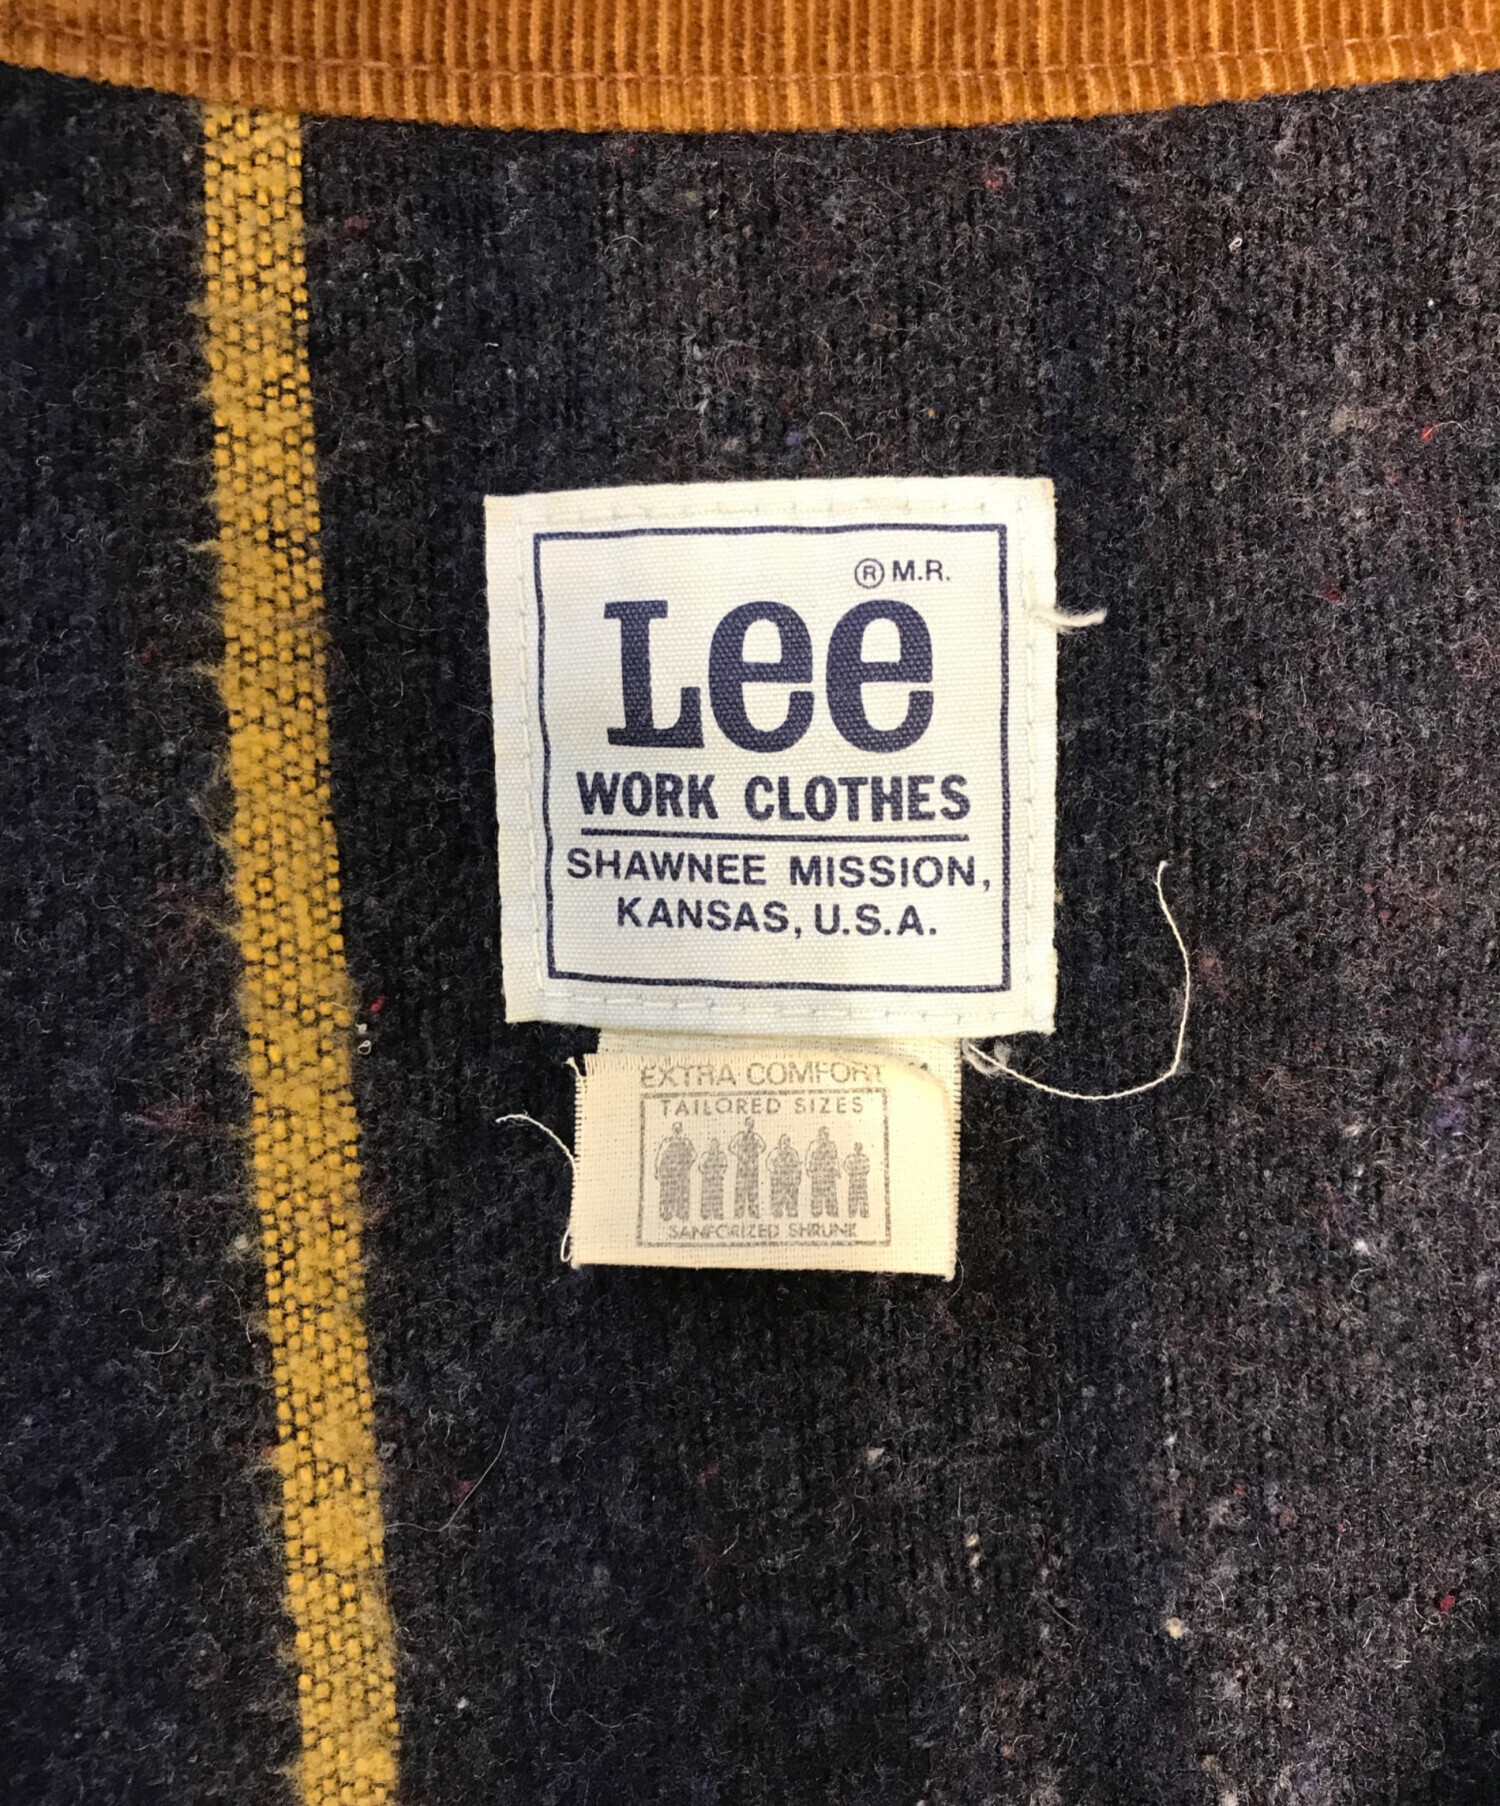 ® M.R.
Lee
WORK CLOTHES
SHAWNEE MISSION,
KANSAS, U.S.A.
EXTRA COMFORT
TAILORED SIZES
SANFORIZED SHRUNK